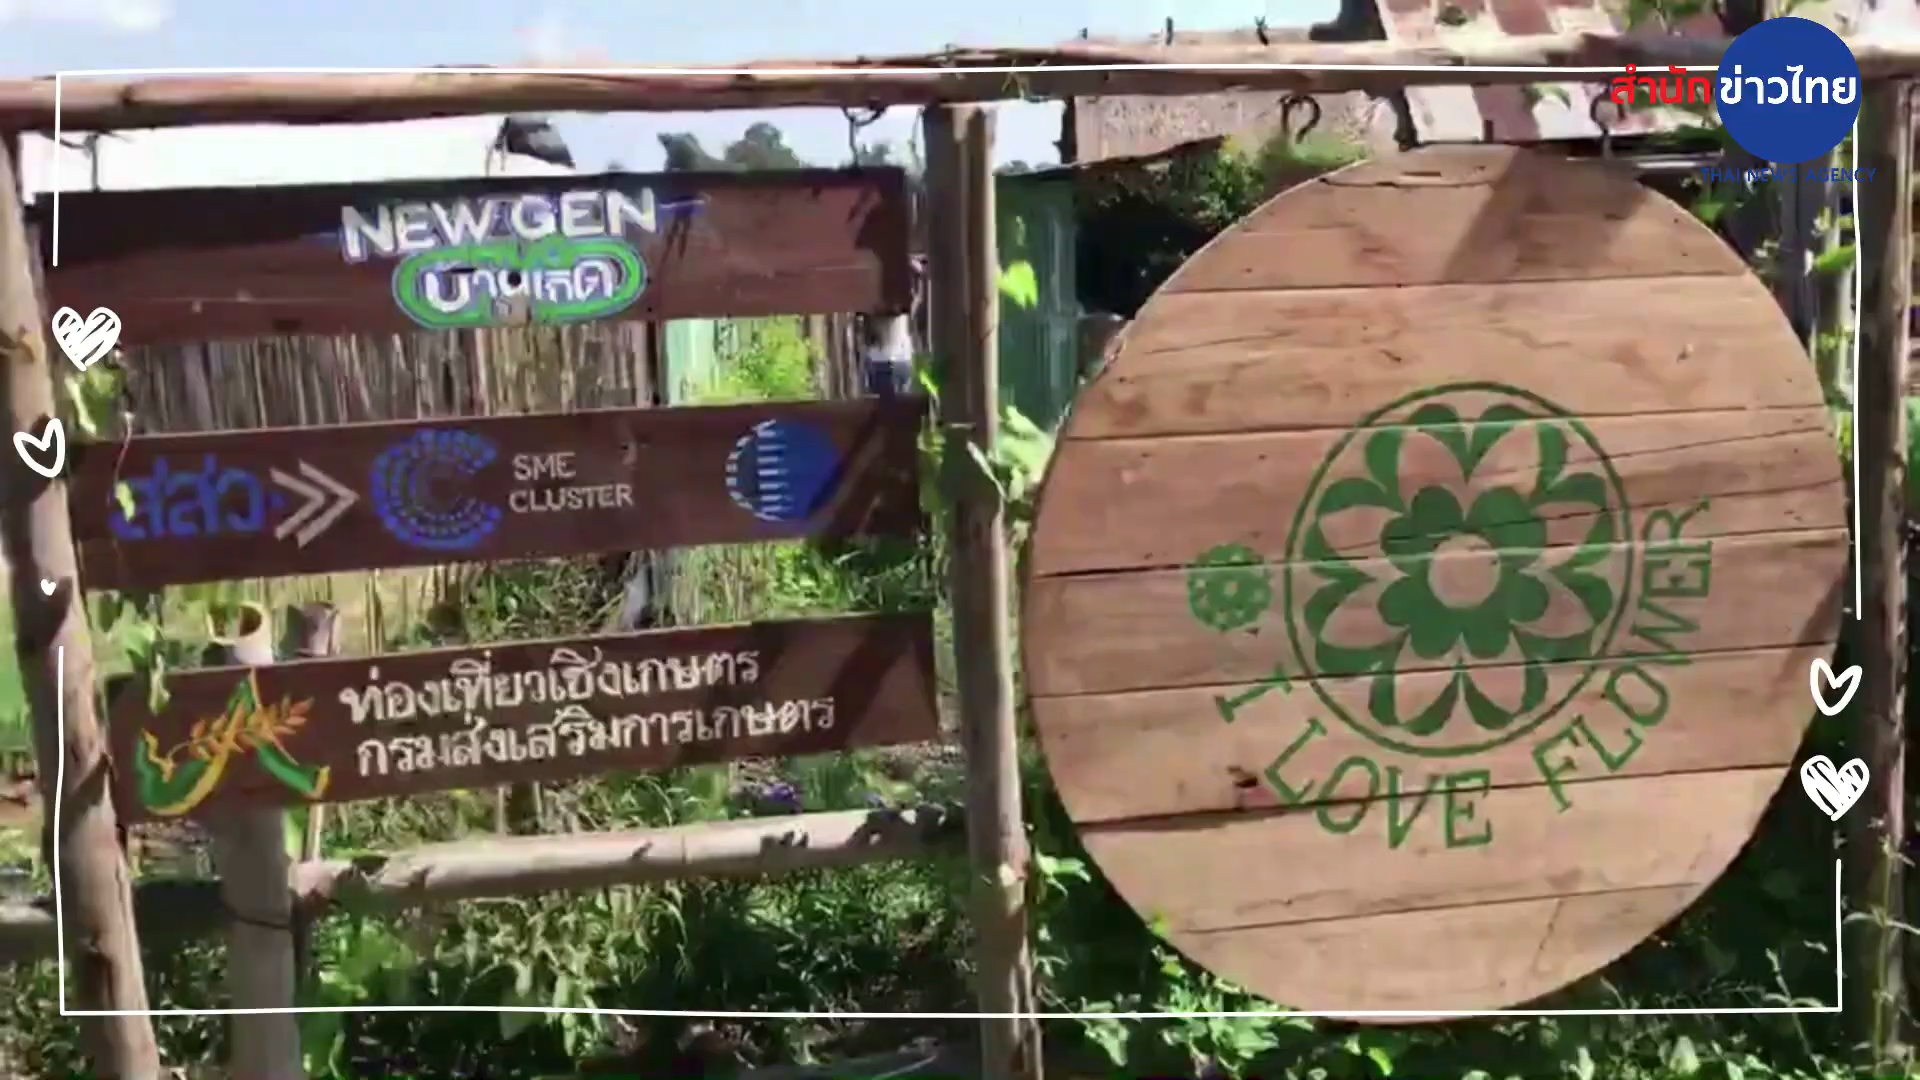 สำนักข่าวไทย
THAI NEWS AGENCY
NEW GEN
บ้านเกิด
สสว
SME
CLUSTER
ท่องเที่ยวเชิงเกษตร
กรมส่งเสริมการเกษตร
I LOVE FLOWER